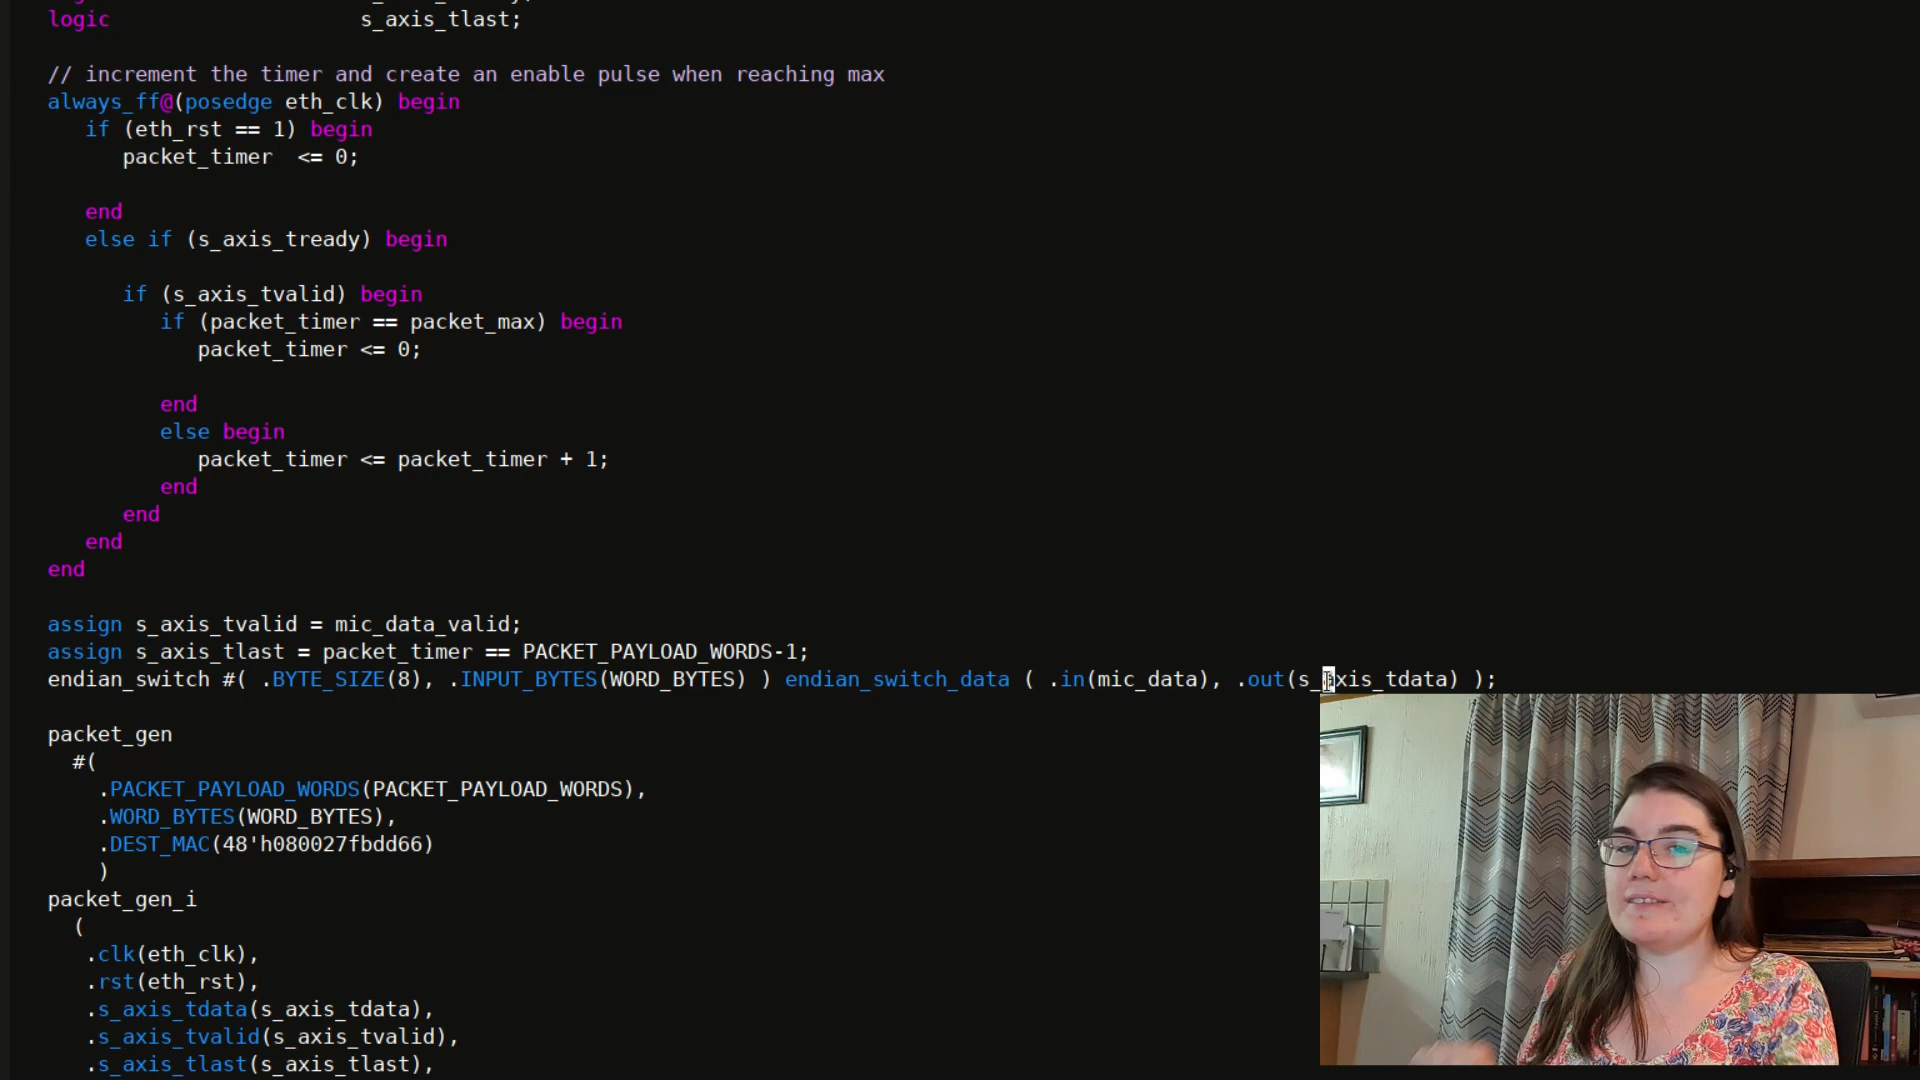 logic s_axis_tlast;
// increment the timer and create an enable pulse when reaching max
always_ff@(posedge eth_clk) begin
if (eth_rst == 1) begin
packet_timer <= 0;
end
else if (s_axis_tready) begin
if (s_axis_tvalid) begin
if (packet_timer == packet_max) begin
packet_timer <= 0;
end
else begin
packet_timer <= packet_timer + 1;
end
end
end
end
assign s_axis_tvalid = mic_data_valid;
assign s_axis_tlast = packet_timer == PACKET_PAYLOAD_WORDS-1;
endian_switch #( .BYTE_SIZE(8), .INPUT_BYTES(WORD_BYTES) ) endian_switch_data ( .in(mic_data), .out(s_axis_tdata) );
packet_gen
#(
.PACKET_PAYLOAD_WORDS(PACKET_PAYLOAD_WORDS),
.WORD_BYTES(WORD_BYTES),
.DEST_MAC(48'h080027fbdd66)
)
packet_gen_i
(
.clk(eth_clk),
.rst(eth_rst),
.s_axis_tdata(s_axis_tdata),
.s_axis_tvalid(s_axis_tvalid),
.s_axis_tlast(s_axis_tlast),